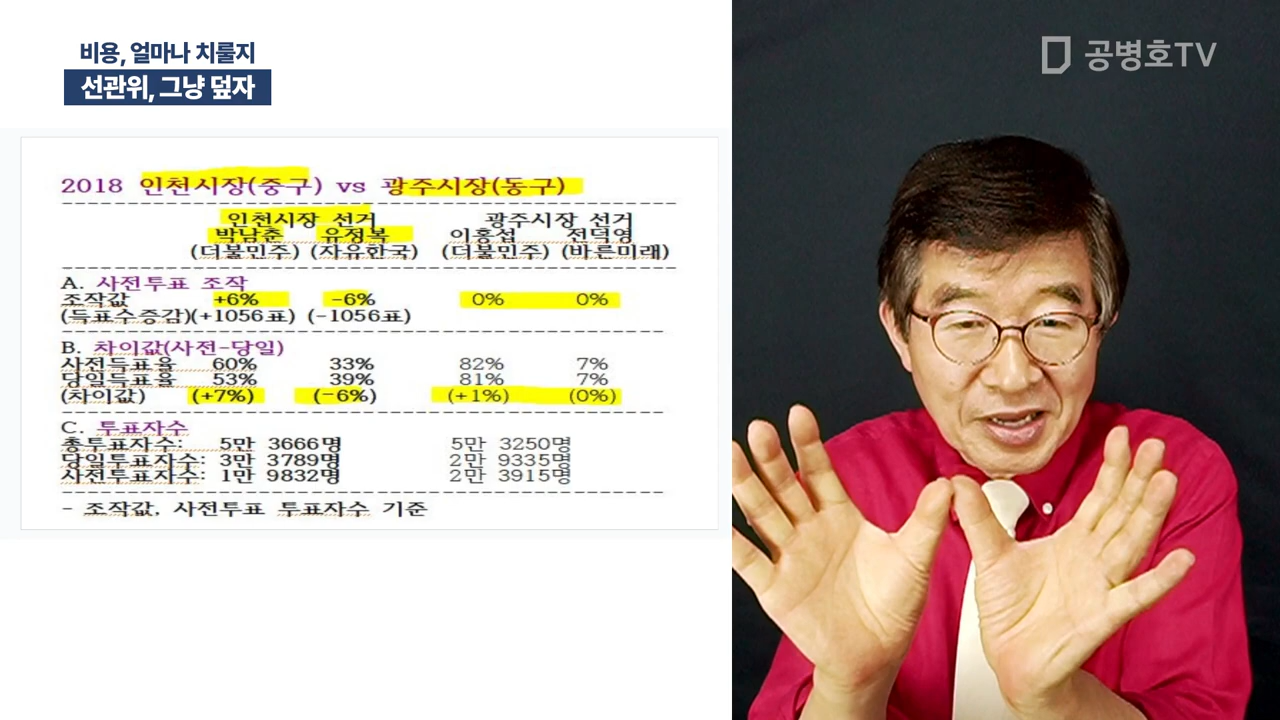 비용, 얼마나 치룰지
선관위, 그냥 덮자
공병호TV
2018 인천시장(중구) vs 광주시장(동구)
인천시장 선거 광주시장 선거
박남춘 유정복 이홍섭 전덕영
(더불민주) (자유한국) (더불민주) (바른미래)
A. 사전투표 조작
조작값 +6% -6% 0% 0%
(득표수증감)(+1056표) (-1056표)
B. 차이값(사전-당일)
사전득표율 60% 33% 82% 7%
당일득표율 53% 39% 81% 7%
(차이값) (+7%) (-6%) (+1%) (0%)
C. 투표자수
총투표자수: 5만 3666명 5만 3250명
당일투표자수: 3만 3789명 2만 9335명
사전투표자수: 1만 9832명 2만 3915명
- 조작값, 사전투표 투표자수 기준